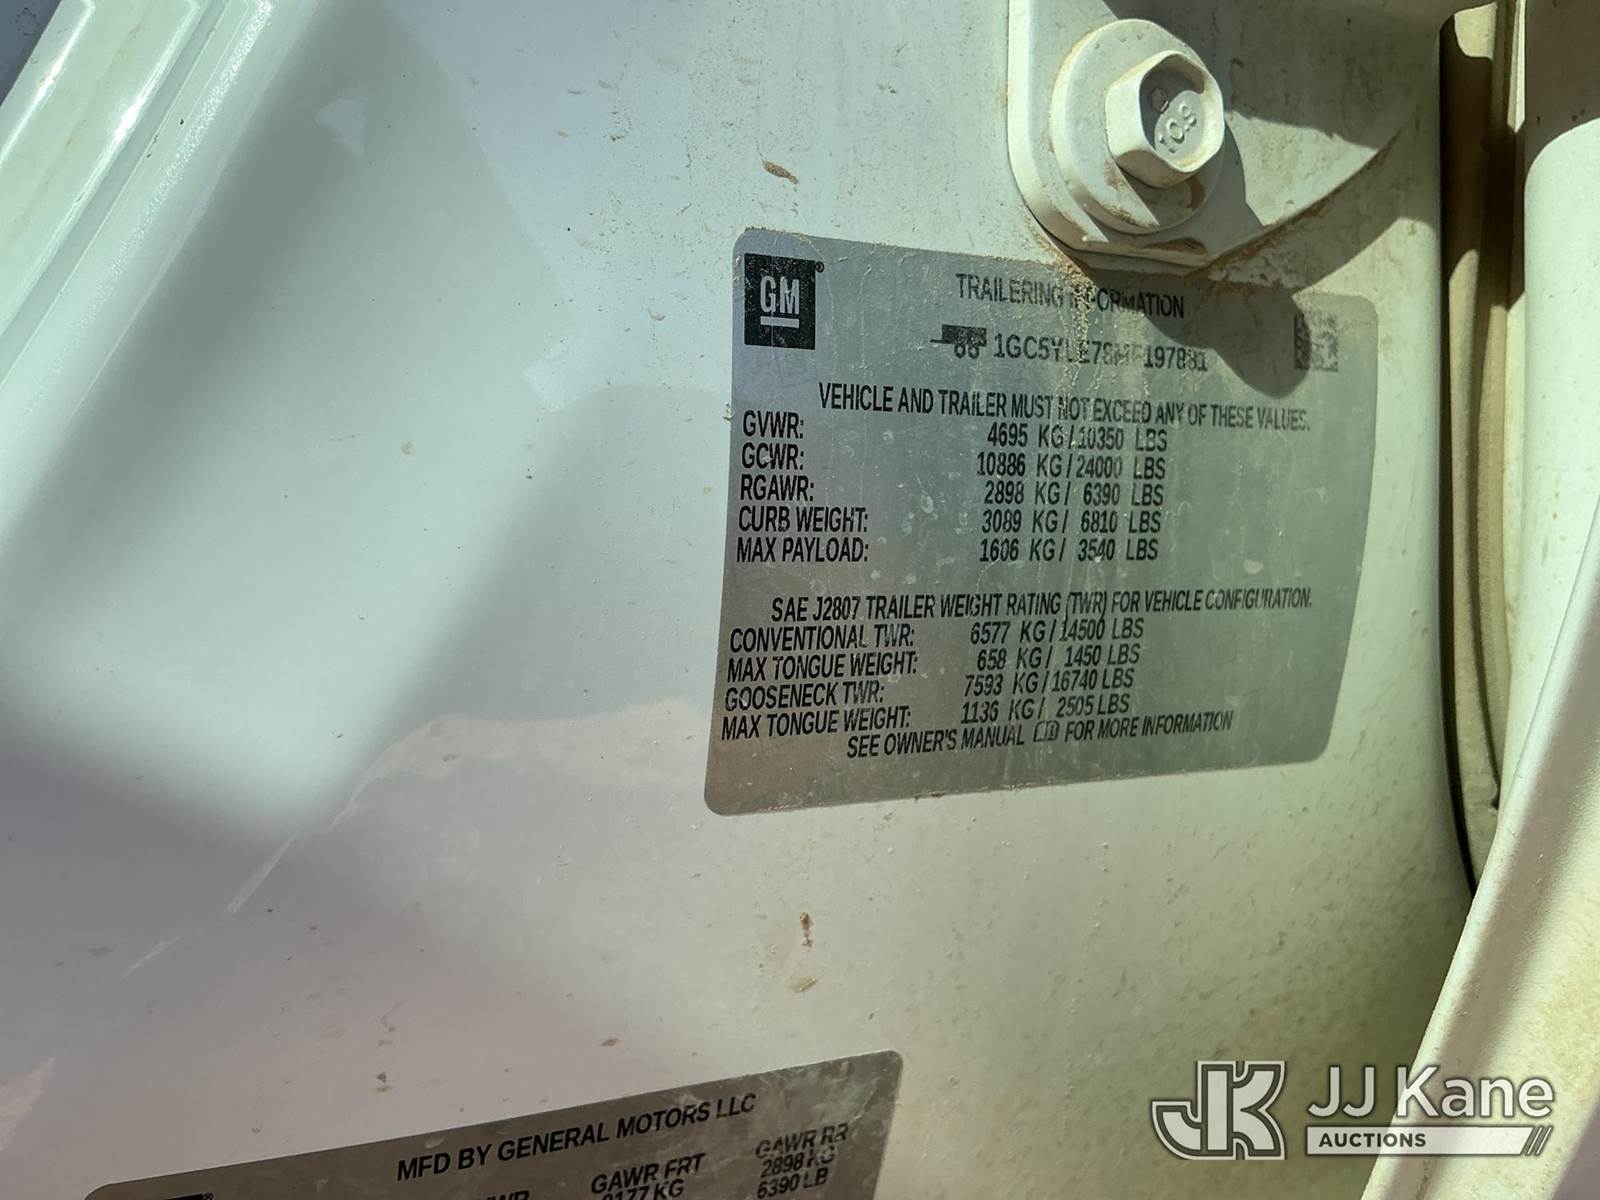 10.9
GM ®
TRAILERING INFORMATION
1GC5YLE78MF197881
VEHICLE AND TRAILER MUST NOT EXCEED ANY OF THESE VALUES.
GVWR: 4695 KG / 10350 LBS
GCWR: 10886 KG / 24000 LBS
RGAWR: 2898 KG / 6390 LBS
CURB WEIGHT: 3089 KG / 6810 LBS
MAX PAYLOAD: 1606 KG / 3540 LBS
SAE J2807 TRAILER WEIGHT RATING (TWR) FOR VEHICLE CONFIGURATION.
CONVENTIONAL TWR: 6577 KG / 14500 LBS
MAX TONGUE WEIGHT: 658 KG / 1450 LBS
GOOSENECK TWR: 7593 KG / 16740 LBS
MAX TONGUE WEIGHT: 1136 KG / 2505 LBS
SEE OWNER'S MANUAL FOR MORE INFORMATION
MFD BY GENERAL MOTORS LLC
GAWR FRT GAWR RR
2898 KG
6390 LB
JK JJ Kane
AUCTIONS